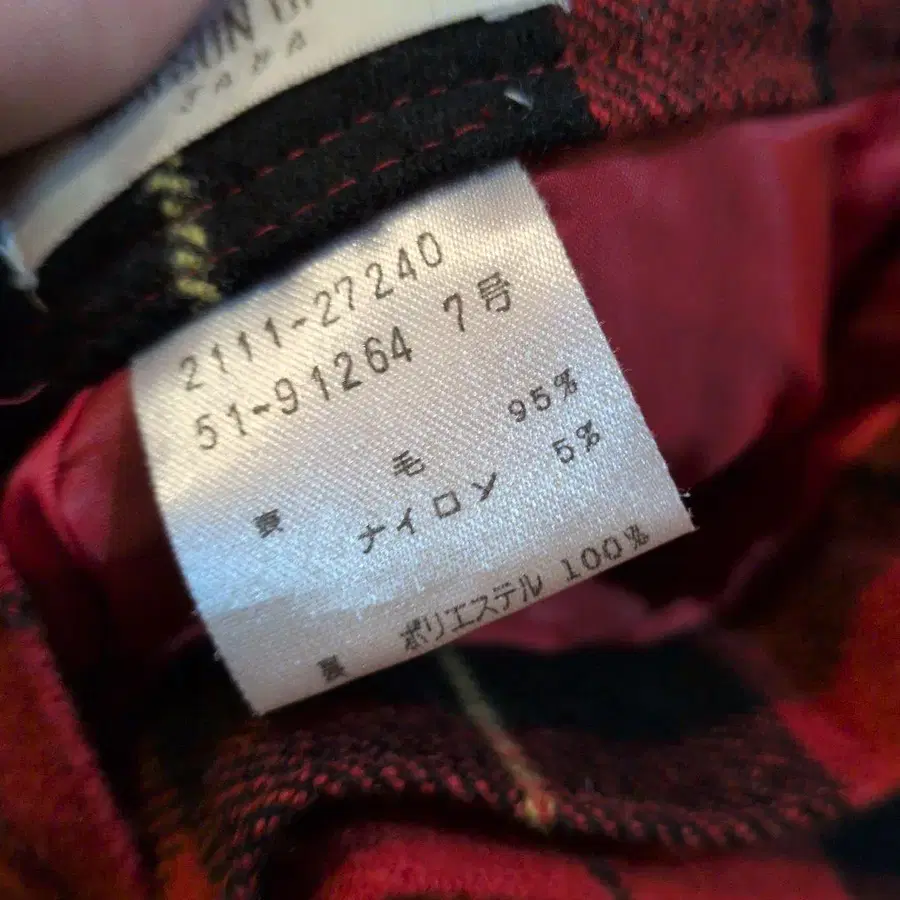 2111-27240
51-91264 7号
表 毛 95%
ナイロン 5%
裏 ポリエステル 100%